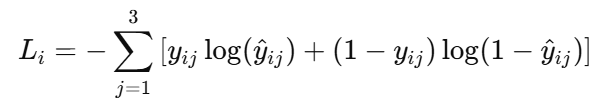 L_i = -\sum_{j=1}^{3} [y_{ij} \log(\hat{y}_{ij}) + (1 - y_{ij}) \log(1 - \hat{y}_{ij})]